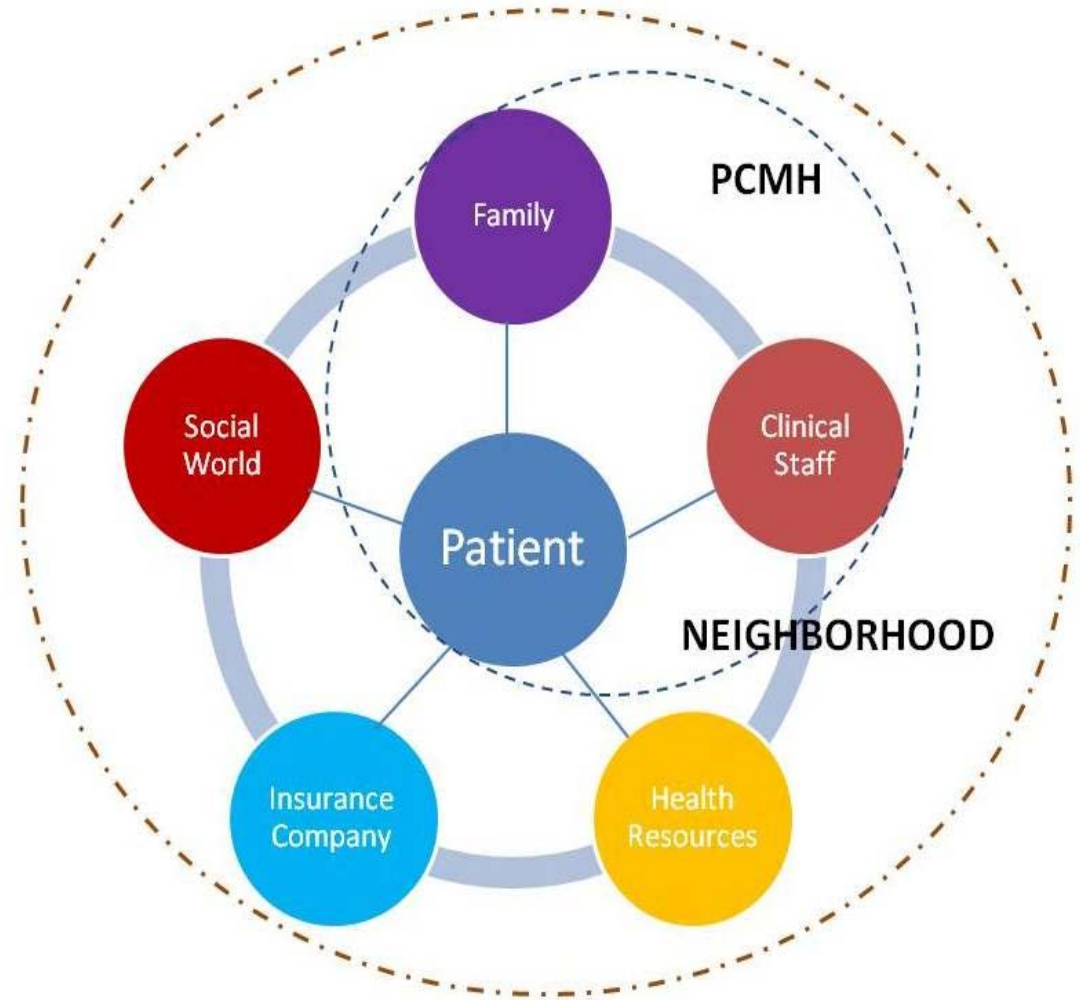 PCMH
Family
Social
World
Clinical
Staff
Patient
NEIGHBORHOOD
Insurance
Company
Health
Resources